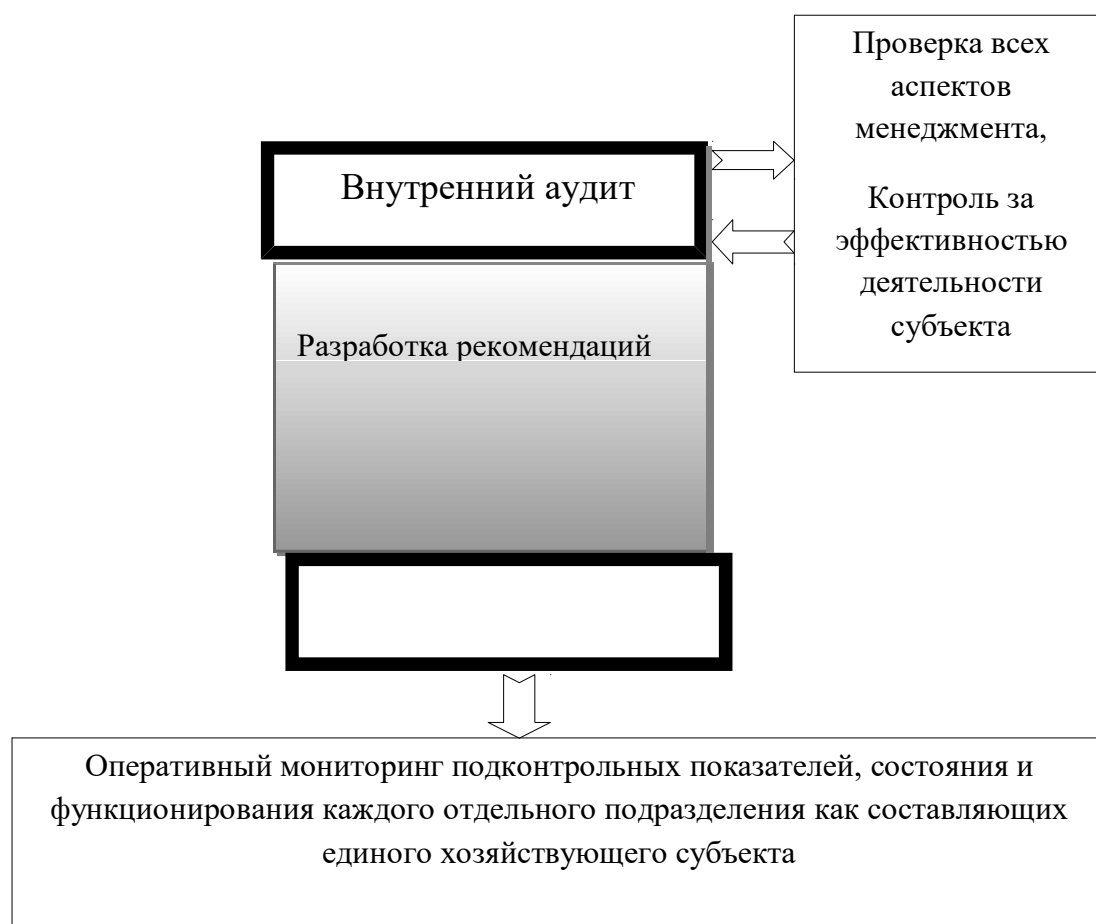 Проверка всех
аспектов
менеджмента,
Контроль за
эффективностью
деятельности
субъекта
Внутренний аудит
Разработка рекомендаций
Оперативный мониторинг подконтрольных показателей, состояния и
функционирования каждого отдельного подразделения как составляющих
единого хозяйствующего субъекта